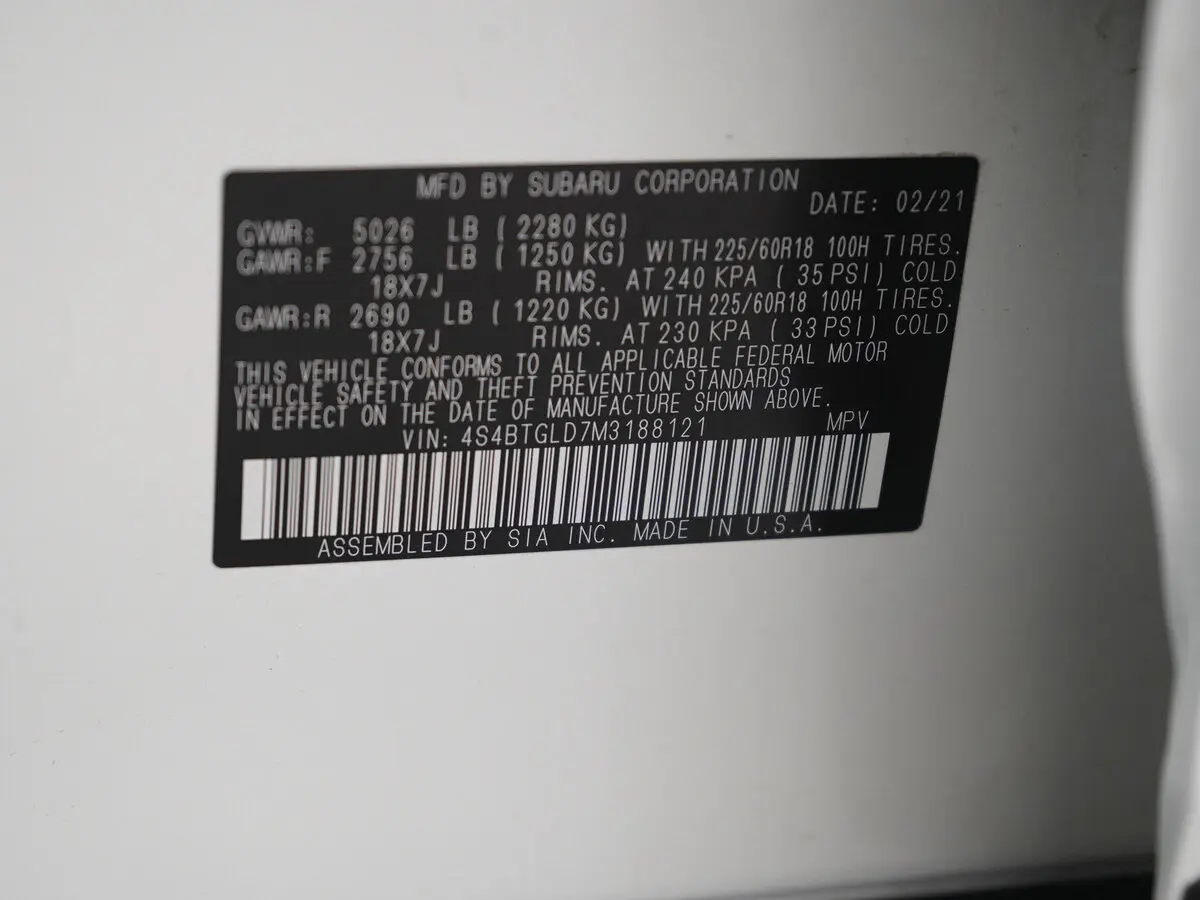 MFD BY SUBARU CORPORATION
DATE: 02/21
GVWR: 5026 LB ( 2280 KG)
GAWR:F 2756 LB ( 1250 KG) WITH 225/60R18 100H TIRES.
18X7J RIMS. AT 240 KPA ( 35 PSI) COLD
GAWR:R 2690 LB ( 1220 KG) WITH 225/60R18 100H TIRES.
18X7J RIMS. AT 230 KPA ( 33 PSI) COLD
THIS VEHICLE CONFORMS TO ALL APPLICABLE FEDERAL MOTOR
VEHICLE SAFETY AND THEFT PREVENTION STANDARDS
IN EFFECT ON THE DATE OF MANUFACTURE SHOWN ABOVE.
VIN: 4S4BTGLD7M3188121 MPV
ASSEMBLED BY SIA INC. MADE IN U.S.A.